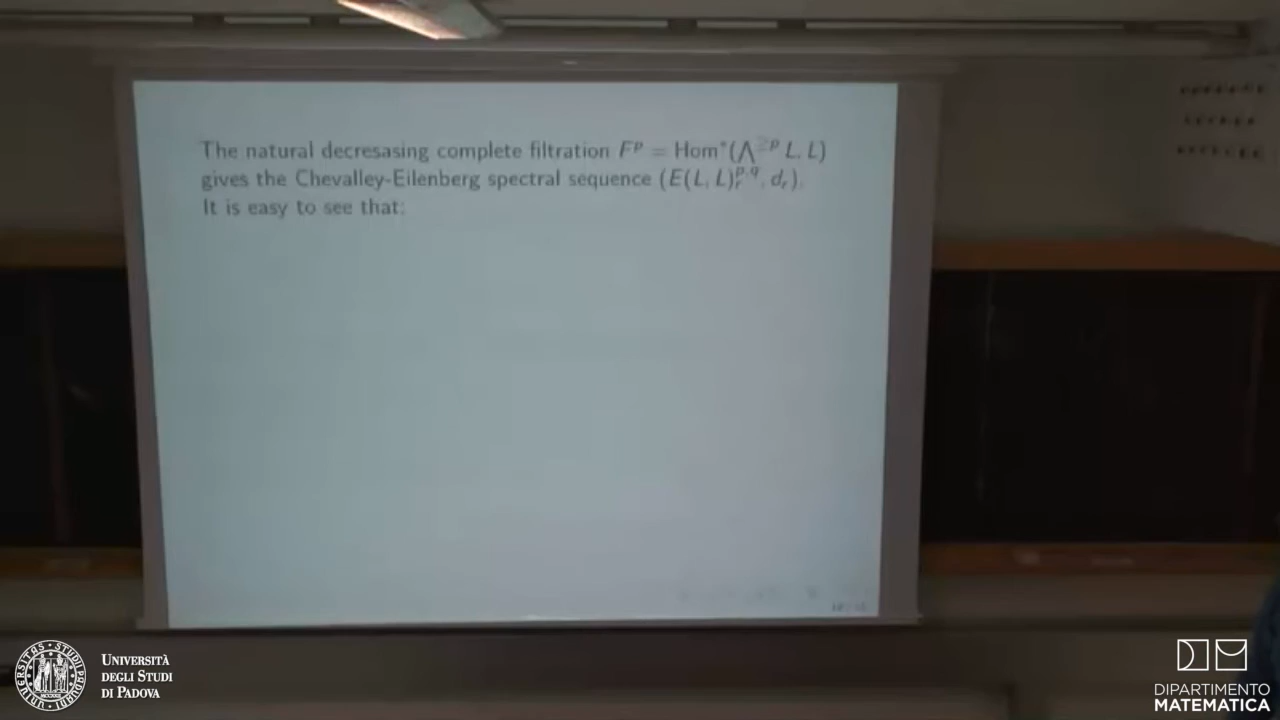 The natural decresasing complete filtration F^p = Hom*(⋀^{≥p} L, L)
gives the Chevalley-Eilenberg spectral sequence (E(L, L)_r^{p,q}, d_r).
It is easy to see that:
UNIVERSITÀ
DEGLI STUDI
DI PADOVA
DIPARTIMENTO
MATEMATICA